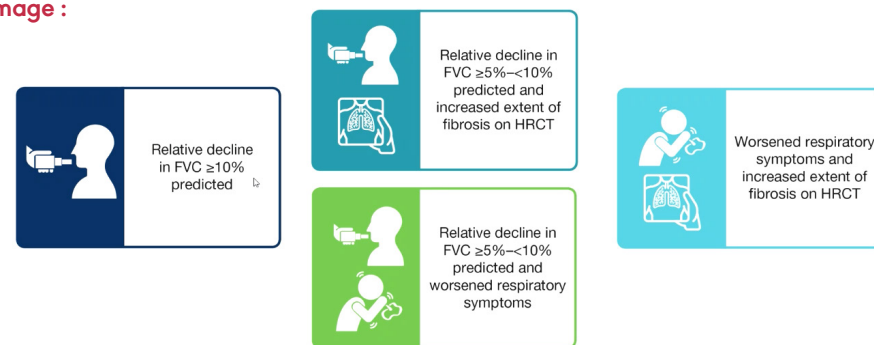 mage :
Relative decline
in FVC ≥10%
predicted
Relative decline in
FVC ≥5%–<10%
predicted and
increased extent of
fibrosis on HRCT
Relative decline in
FVC ≥5%–<10%
predicted and
worsened respiratory
symptoms
Worsened respiratory
symptoms and
increased extent of
fibrosis on HRCT